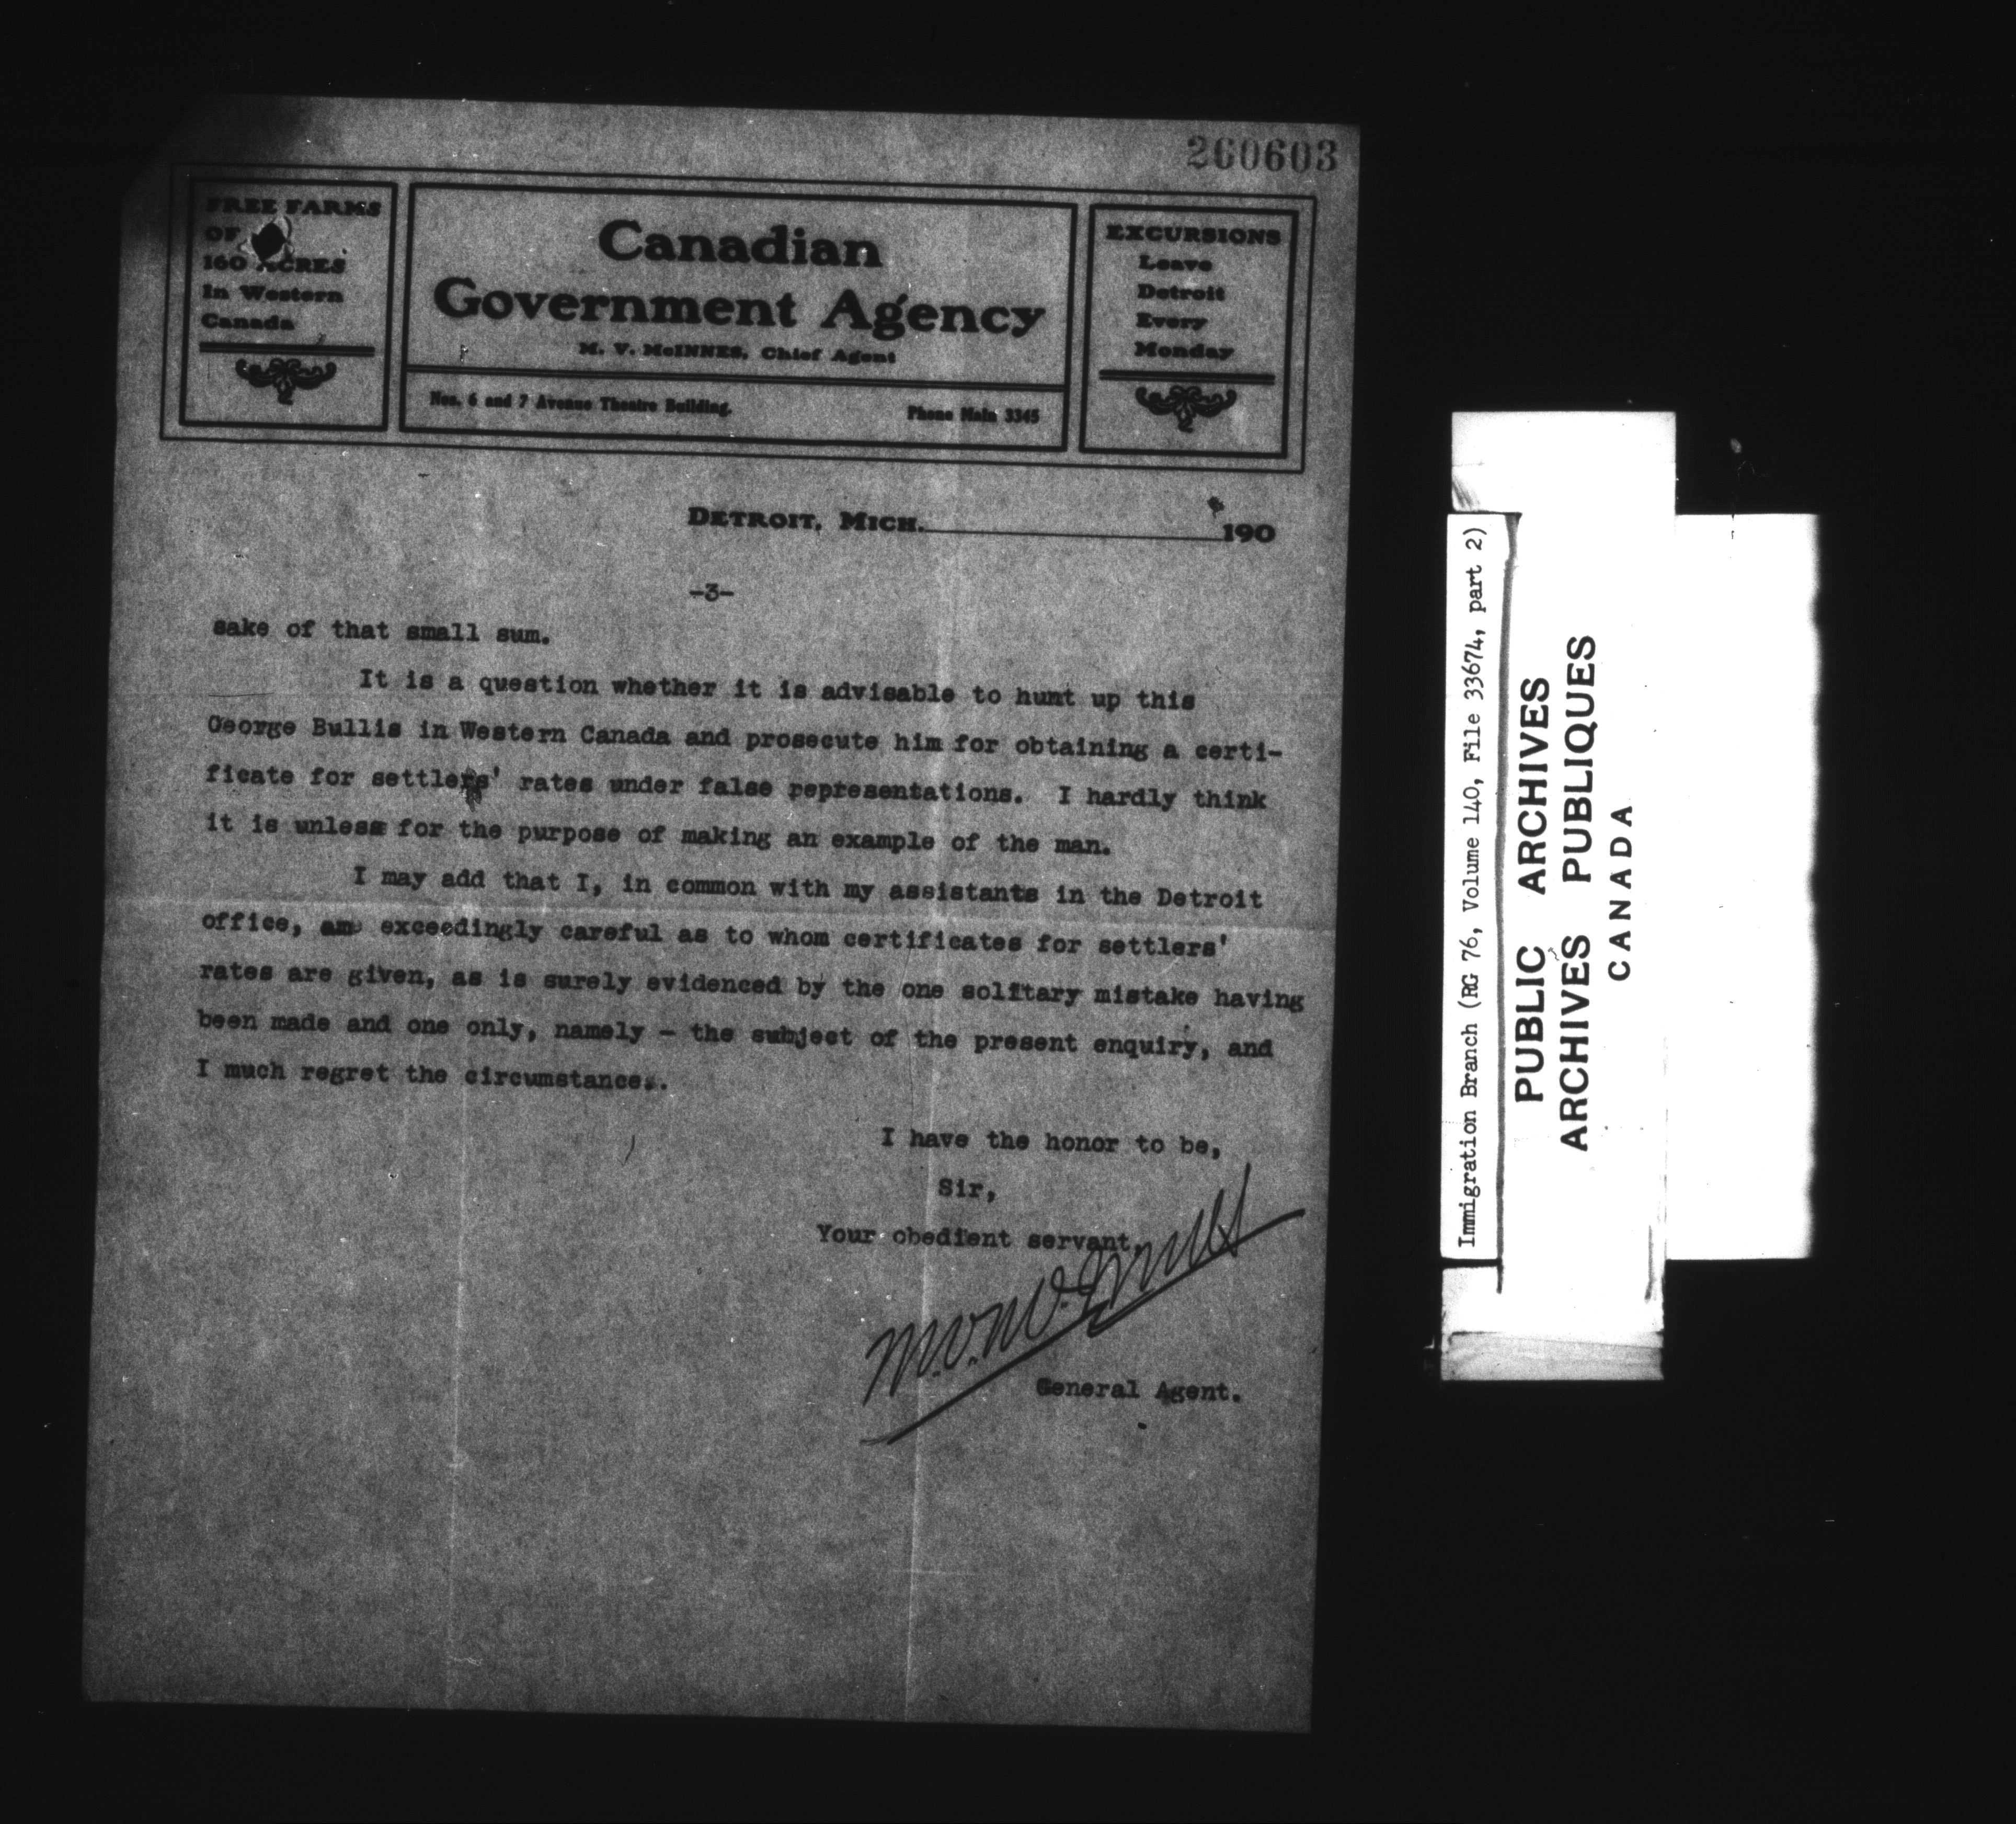 260603
FREE FARMS
OF
160 ACRES
In Western
Canada
Canadian
Government Agency
M. V. McINNES, Chief Agent
Nos. 6 and 7 Avenue Theatre Building.
Phone Main 3345
EXCURSIONS
Leave
Detroit
Every
Monday
DETROIT, MICH. 190
-3-
sake of that small sum.
It is a question whether it is advisable to hunt up this
George Bullis in Western Canada and prosecute him for obtaining a certi-
ficate for settlers' rates under false representations. I hardly think
it is unless for the purpose of making an example of the man.
I may add that I, in common with my assistants in the Detroit
office, am exceedingly careful as to whom certificates for settlers'
rates are given, as is surely evidenced by the one solitary mistake having
been made and one only, namely - the subject of the present enquiry, and
I much regret the circumstances.
I have the honor to be,
Sir,
Your obedient servant,
M.V. McInnes
General Agent.
Immigration Branch (RG 76, Volume 140, File 33674, part 2)
PUBLIC ARCHIVES
ARCHIVES PUBLIQUES
CANADA